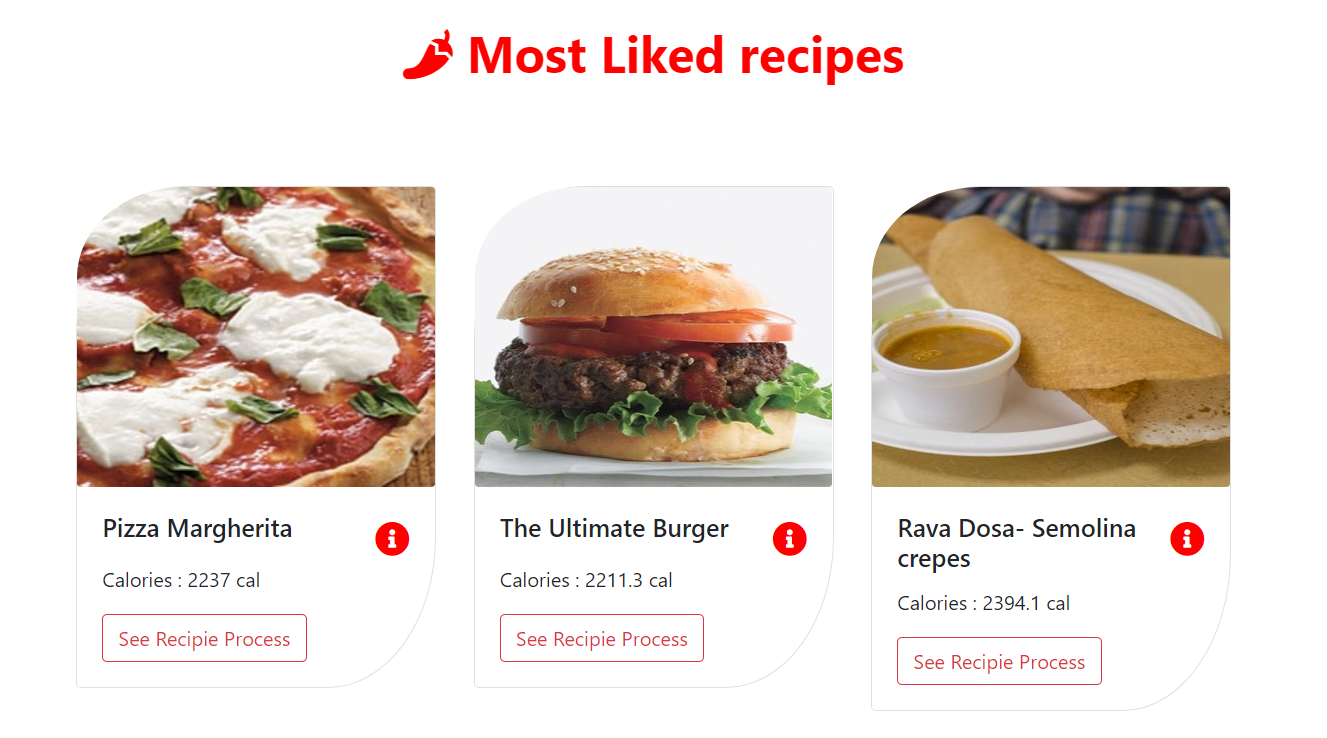 Most Liked recipes
Pizza Margherita
Calories : 2237 cal
See Recipie Process
The Ultimate Burger
Calories : 2211.3 cal
See Recipie Process
Rava Dosa- Semolina
crepes
Calories : 2394.1 cal
See Recipie Process